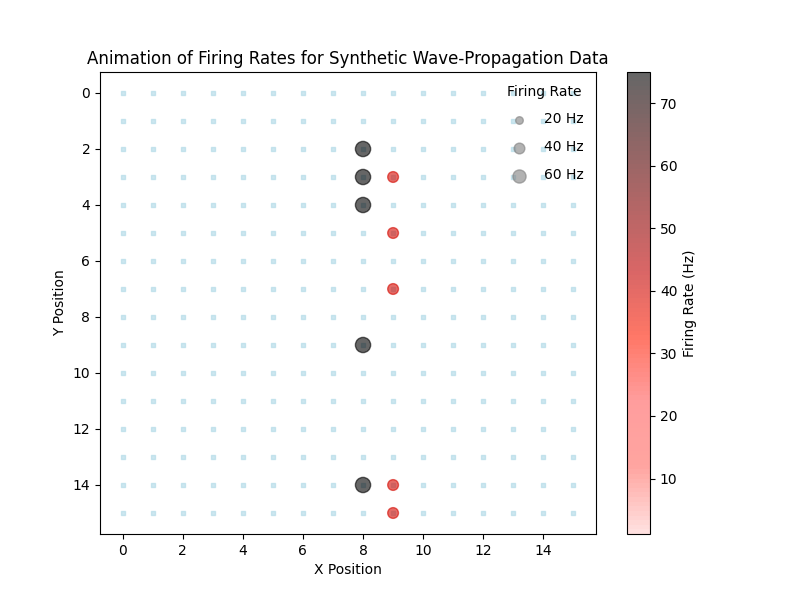 Animation of Firing Rates for Synthetic Wave-Propagation Data
Firing Rate
20 Hz
40 Hz
60 Hz
0
2
4
6
8
10
12
14
Y Position
0 2 4 6 8 10 12 14
X Position
70
60
50
40
30
20
10
Firing Rate (Hz)